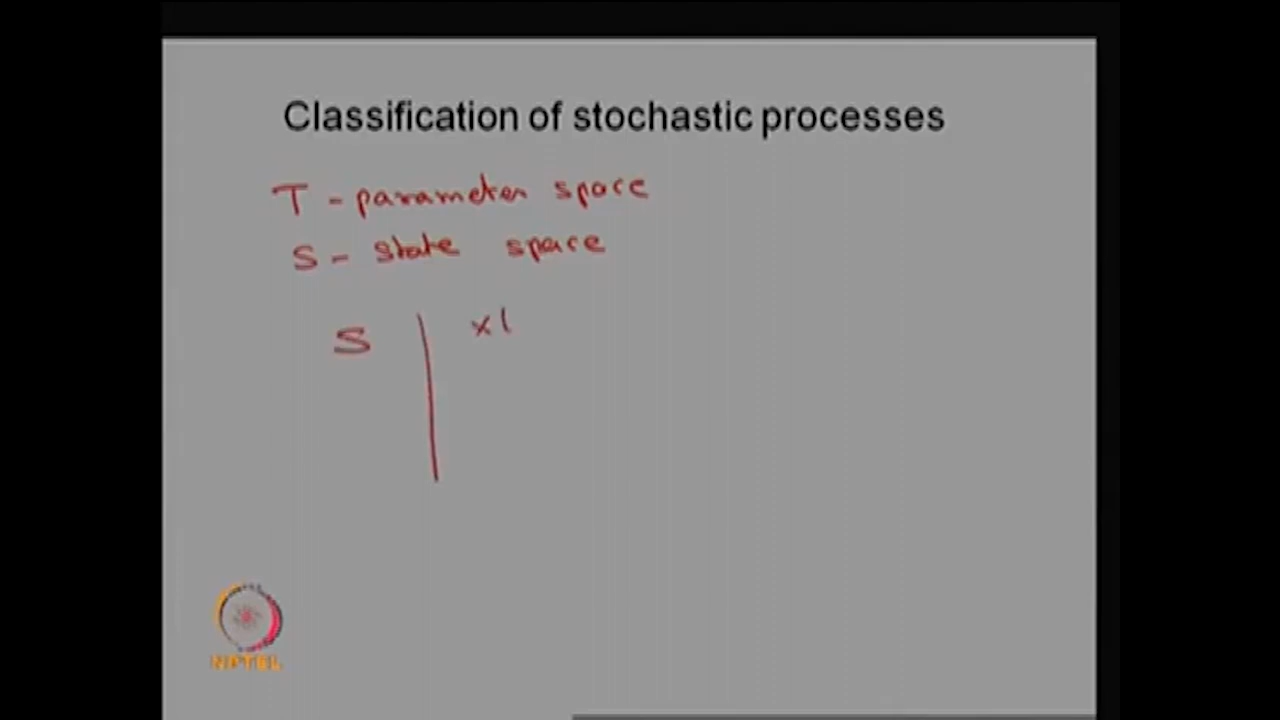 Classification of stochastic processes
T - parameter space
S - state space
S | x(
NPTEL